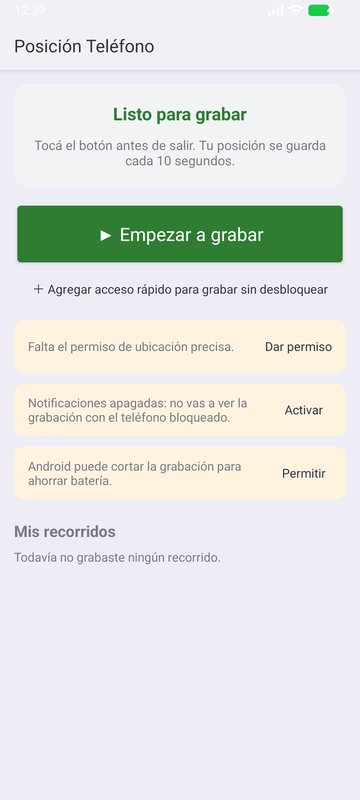 12:39
Posición Teléfono
Listo para grabar
Tocá el botón antes de salir. Tu posición se guarda
cada 10 segundos.
► Empezar a grabar
+ Agregar acceso rápido para grabar sin desbloquear
Falta el permiso de ubicación precisa.
Dar permiso
Notificaciones apagadas: no vas a ver la
grabación con el teléfono bloqueado.
Activar
Android puede cortar la grabación para
ahorrar batería.
Permitir
Mis recorridos
Todavía no grabaste ningún recorrido.